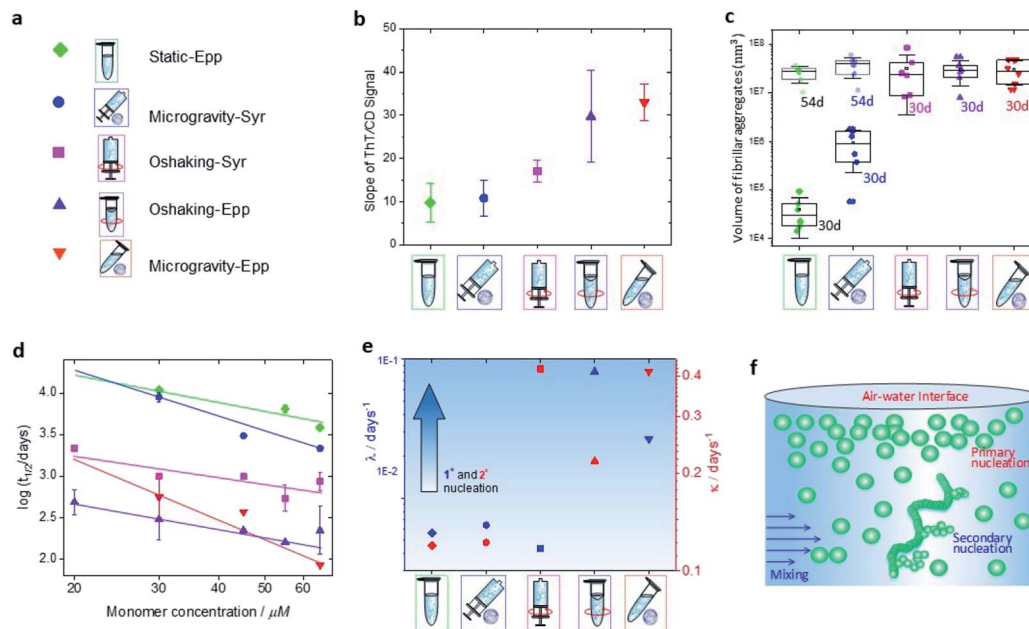 a
Static-Epp
Microgravity-Syr
Oshaking-Syr
Oshaking-Epp
Microgravity-Epp
b
Slope of ThT/CD Signal
50
40
30
20
10
0
c
Volume of fibrillar aggregates (nm³)
1E8
1E7
1E6
1E5
1E4
54d
54d
30d
30d
30d
30d
30d
d
log (t₁/₂/days)
4.0
3.5
3.0
2.5
2.0
20
30
40
50
60
Monomer concentration / μM
e
λ / days⁻¹
1E-1
1E-2
1° and 2°
nucleation
0.4
0.3
0.2
0.1
κ / days⁻¹
f
Air-water Interface
Primary
nucleation
Secondary
nucleation
Mixing